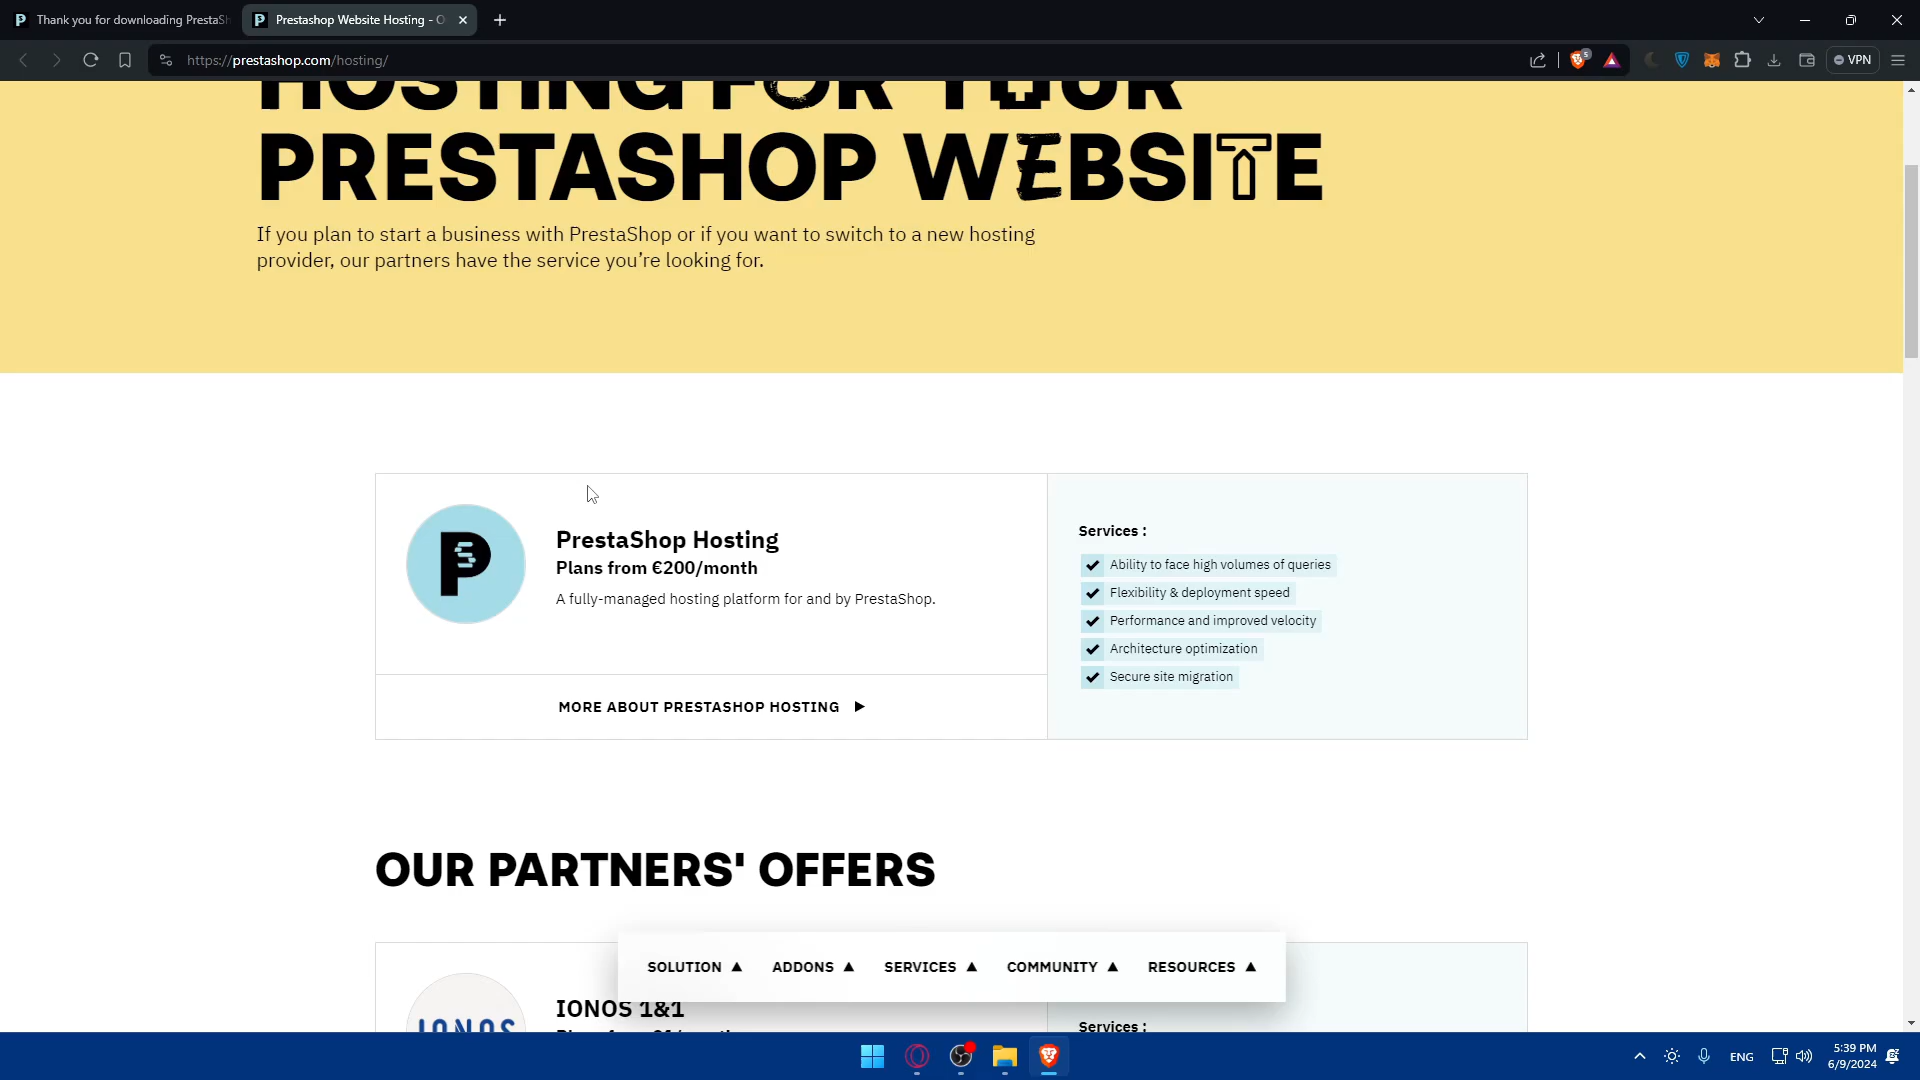 Thank you for downloading PrestaSh
Prestashop Website Hosting - O
https://prestashop.com/hosting/
5
VPN
HOSTING FOR YOUR
PRESTASHOP WEBSITE
If you plan to start a business with PrestaShop or if you want to switch to a new hosting
provider, our partners have the service you’re looking for.
PrestaShop Hosting
Plans from €200/month
A fully-managed hosting platform for and by PrestaShop.
MORE ABOUT PRESTASHOP HOSTING
Services :
Ability to face high volumes of queries
Flexibility & deployment speed
Performance and improved velocity
Architecture optimization
Secure site migration
OUR PARTNERS' OFFERS
SOLUTION
ADDONS
SERVICES
COMMUNITY
RESOURCES
IONOS
IONOS 1&1
Services :
ENG
5:39 PM
6/9/2024